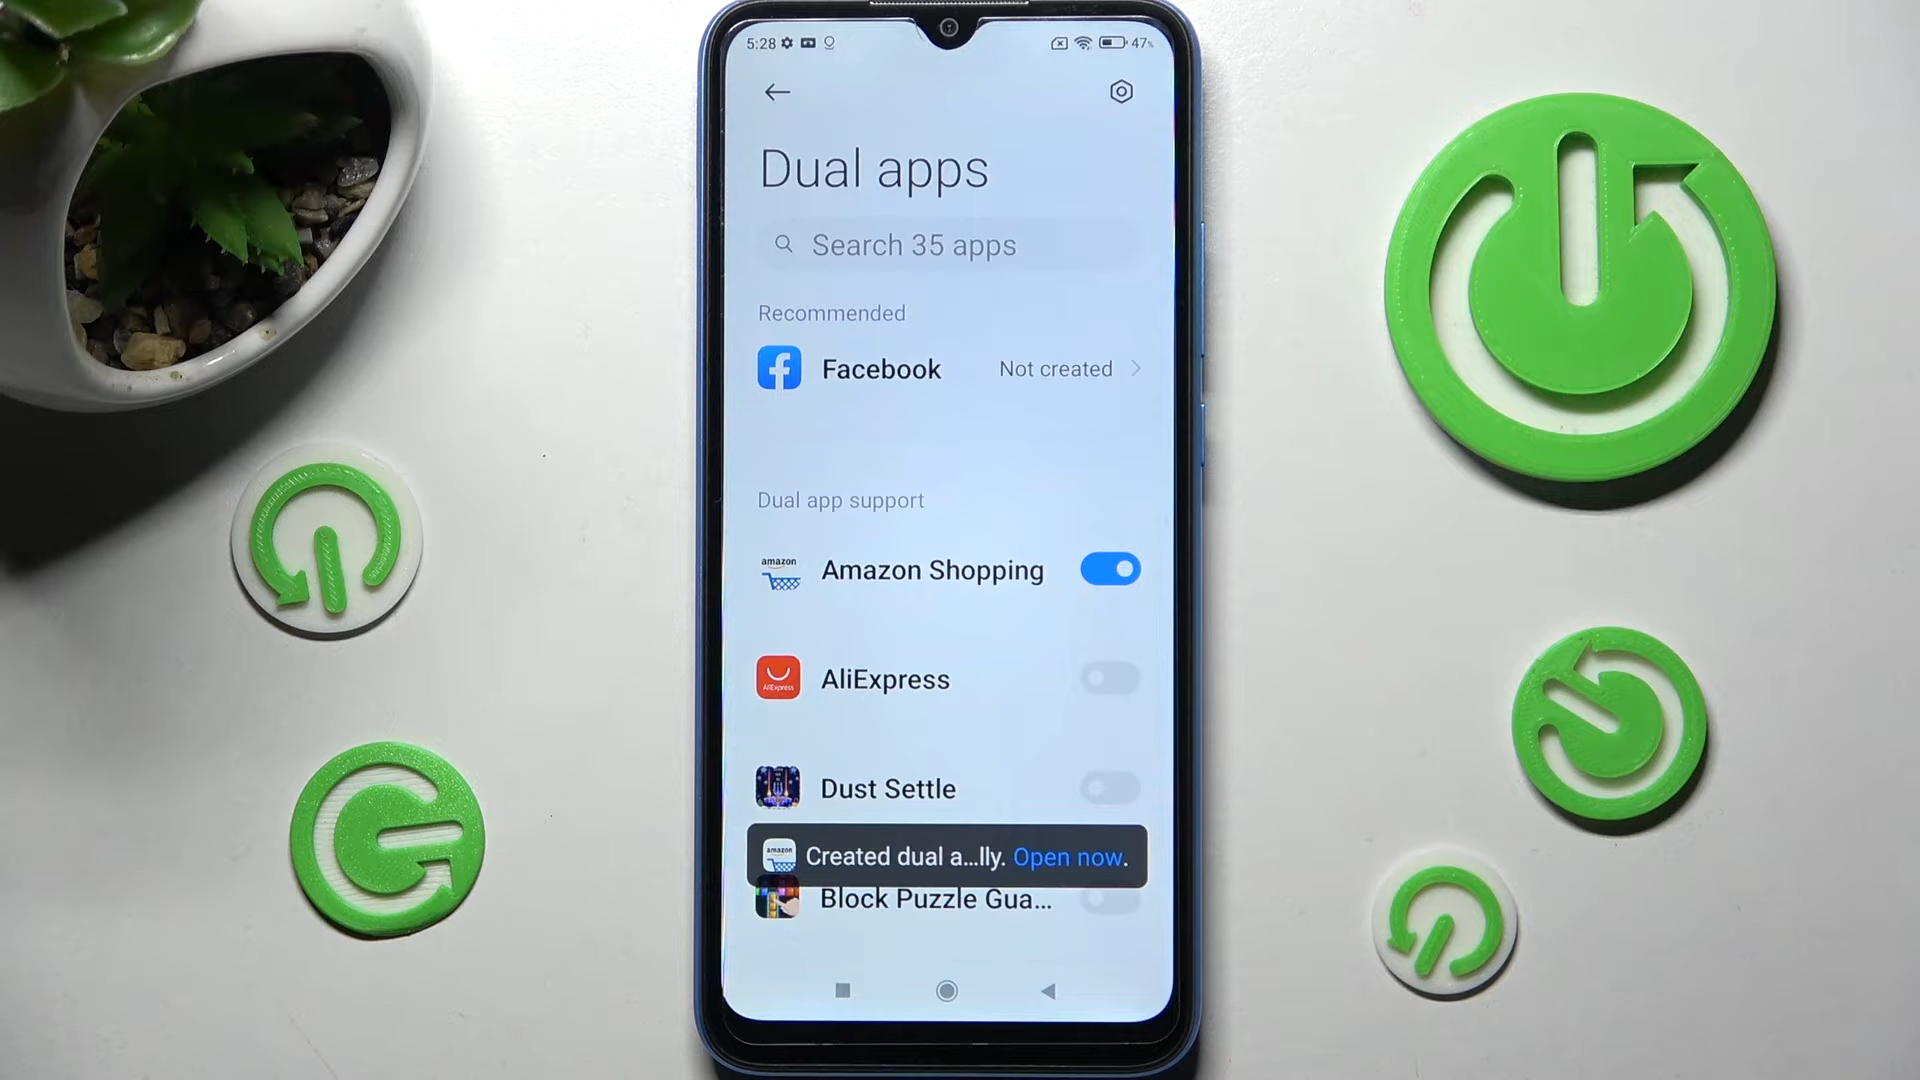 5:28 47%
Dual apps
Search 35 apps
Recommended
Facebook Not created
Dual app support
amazon Amazon Shopping
AliExpress AliExpress
Dust Settle
amazon Created dual a...lly. Open now.
Block Puzzle Gua...